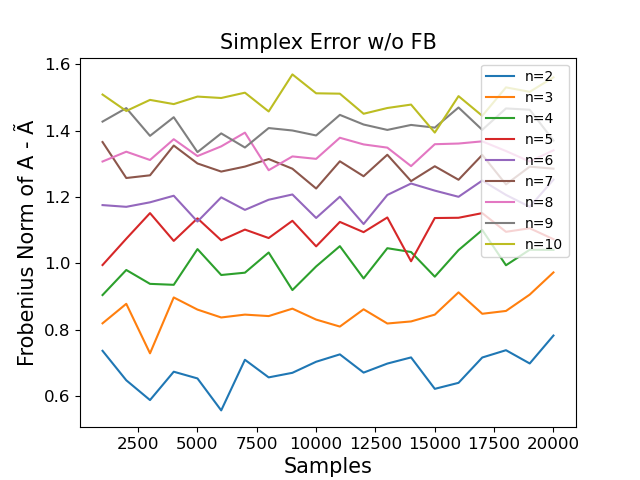 Simplex Error w/o FB
1.6
1.4
1.2
1.0
0.8
0.6
Frobenius Norm of A - Ã
n=2
n=3
n=4
n=5
n=6
n=7
n=8
n=9
n=10
2500 5000 7500 10000 12500 15000 17500 20000
Samples